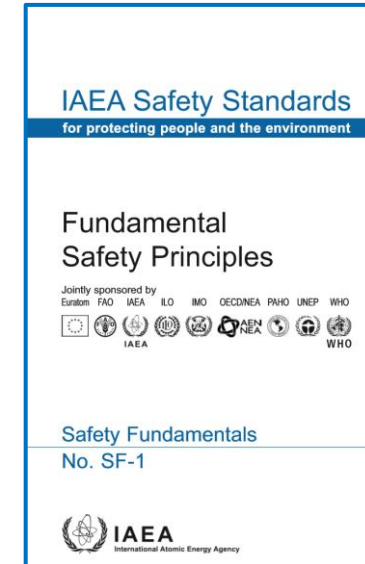 IAEA Safety Standards
for protecting people and the environment
Fundamental
Safety Principles
Jointly sponsored by
Euratom FAO IAEA ILO IMO OECD/NEA PAHO UNEP WHO
AEN
NEA
IAEA
WHO
Safety Fundamentals
No. SF-1
IAEA
International Atomic Energy Agency